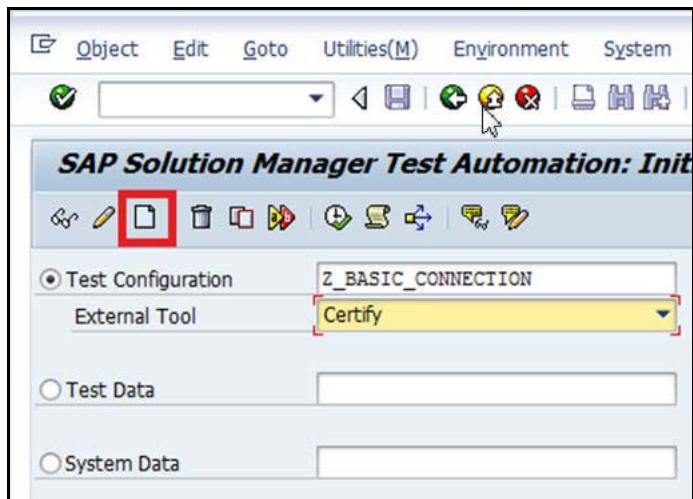 Object Edit Goto Utilities(M) Environment System
SAP Solution Manager Test Automation: Init
Test Configuration Z_BASIC_CONNECTION
External Tool Certify
Test Data
System Data